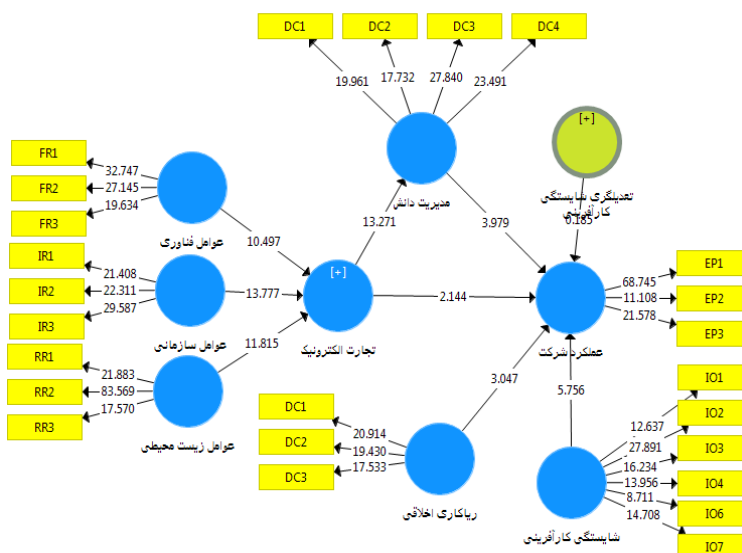 DC1 DC2 DC3 DC4
19.961
17.732
27.840
23.491
[+]
تعدیلگری شایستگی
کارآفرینی
0.185
مدیریت دانش
FR1
FR2
FR3
32.747
27.145
19.634
عوامل فناوری
10.497
13.271
3.979
IR1
IR2
IR3
21.408
22.311
29.587
عوامل سازمانی
13.777
[+]
تجارت الکترونیک
2.144
عملکرد شرکت
EP1
EP2
EP3
68.745
11.108
21.578
RR1
RR2
RR3
21.883
83.569
17.570
عوامل زیست محیطی
11.815
3.047
5.756
DC1
DC2
DC3
20.914
19.430
17.533
ریاکاری اخلاقی
شایستگی کارآفرینی
IO1
IO2
IO3
IO4
IO6
IO7
12.637
27.891
16.234
13.956
8.711
14.708